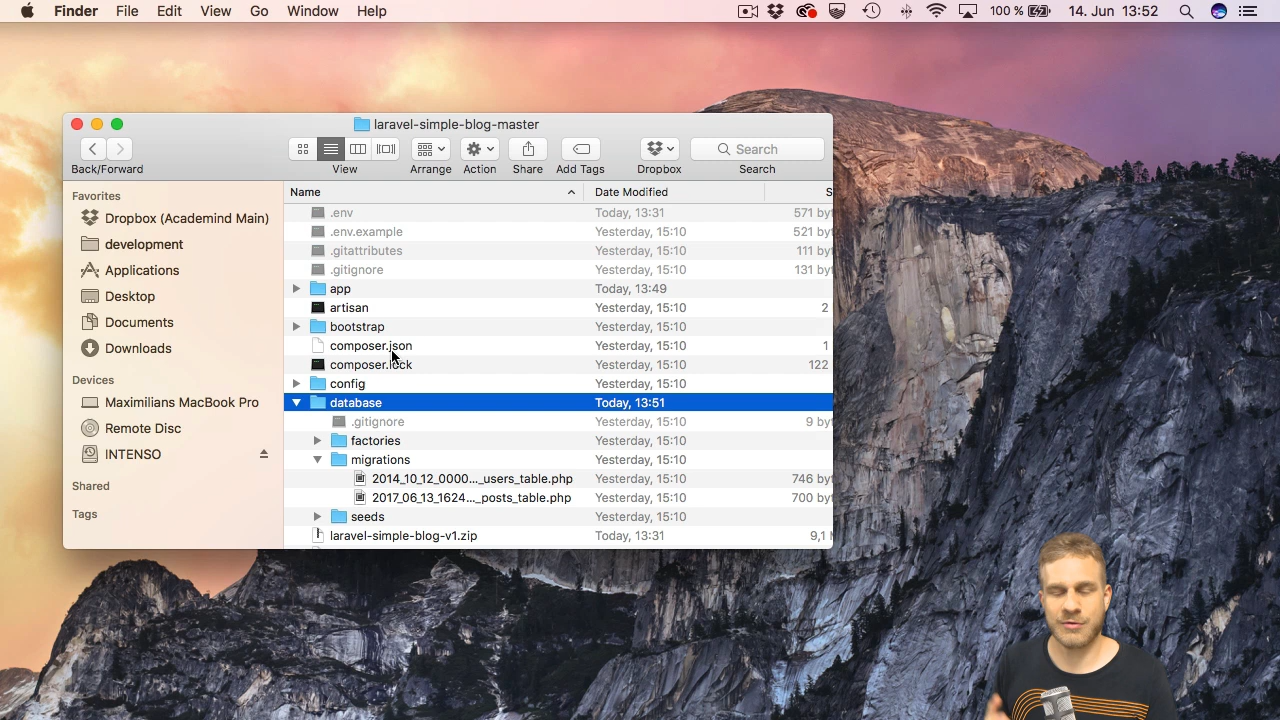 Finder File Edit View Go Window Help 100 % 14. Jun 13:52
laravel-simple-blog-master
Search
Back/Forward View Arrange Action Share Add Tags Dropbox Search
Favorites
Dropbox (Academind Main)
development
Applications
Desktop
Documents
Downloads
Devices
Maximilians MacBook Pro
Remote Disc
INTENSO
Shared
Tags
Name Date Modified S
.env Today, 13:31 571 byt
.env.example Yesterday, 15:10 521 byt
.gitattributes Yesterday, 15:10 111 byt
.gitignore Yesterday, 15:10 131 byt
app Today, 13:49
artisan Yesterday, 15:10 2
bootstrap Yesterday, 15:10
composer.json Yesterday, 15:10 1
composer.lock Yesterday, 15:10 122
config Yesterday, 15:10
database Today, 13:51
.gitignore Yesterday, 15:10 9 byt
factories Yesterday, 15:10
migrations Yesterday, 15:10
2014_10_12_0000..._users_table.php Yesterday, 15:10 746 byt
2017_06_13_1624..._posts_table.php Yesterday, 15:10 700 byt
seeds Yesterday, 15:10
laravel-simple-blog-v1.zip Today, 13:31 9,1